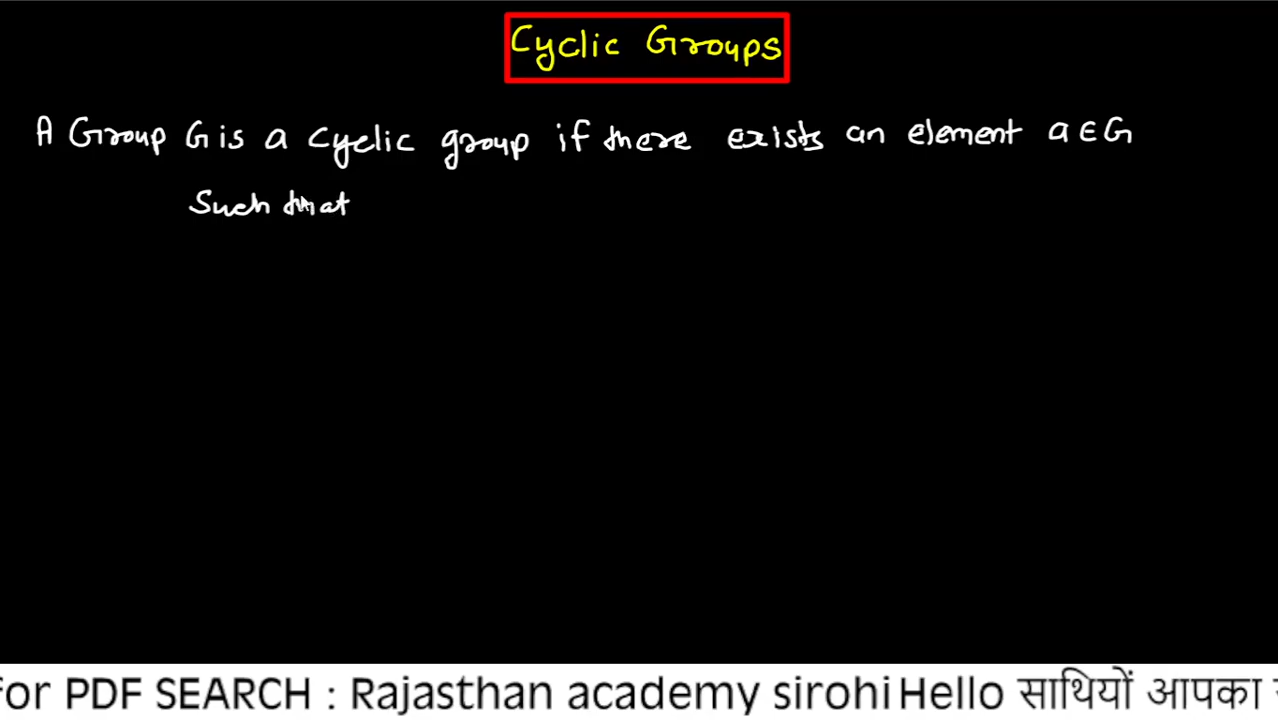 Cyclic Groups
A Group G is a cyclic group if there exists an element a ∈ G
Such that
for PDF SEARCH : Rajasthan academy sirohi Hello साथियों आपका